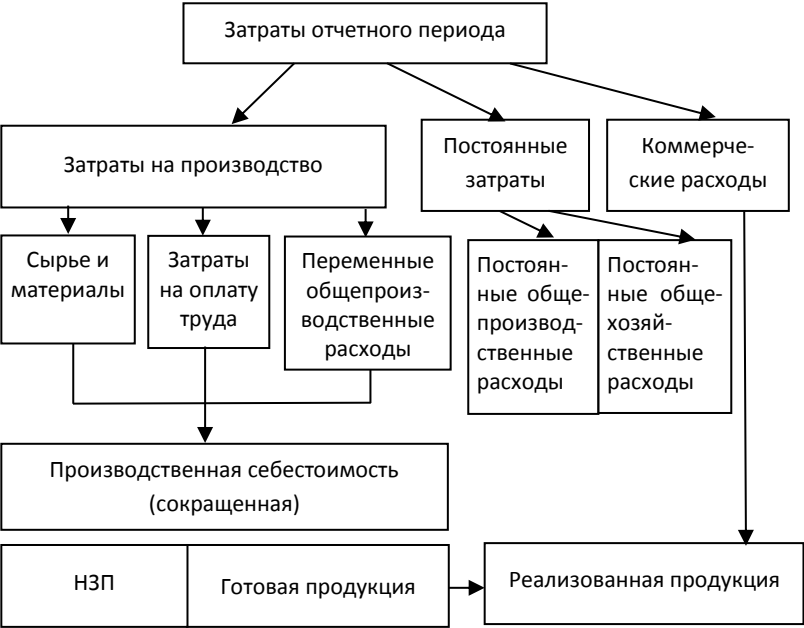 Затраты отчетного периода
Затраты на производство
Постоянные
затраты
Коммерче-
ские расходы
Сырье и
материалы
Затраты
на оплату
труда
Переменные
общепроиз-
водственные
расходы
Постоян-
ные обще-
производ-
ственные
расходы
Постоян-
ные обще-
хозяй-
ственные
расходы
Производственная себестоимость
(сокращенная)
НЗП
Готовая продукция
Реализованная продукция